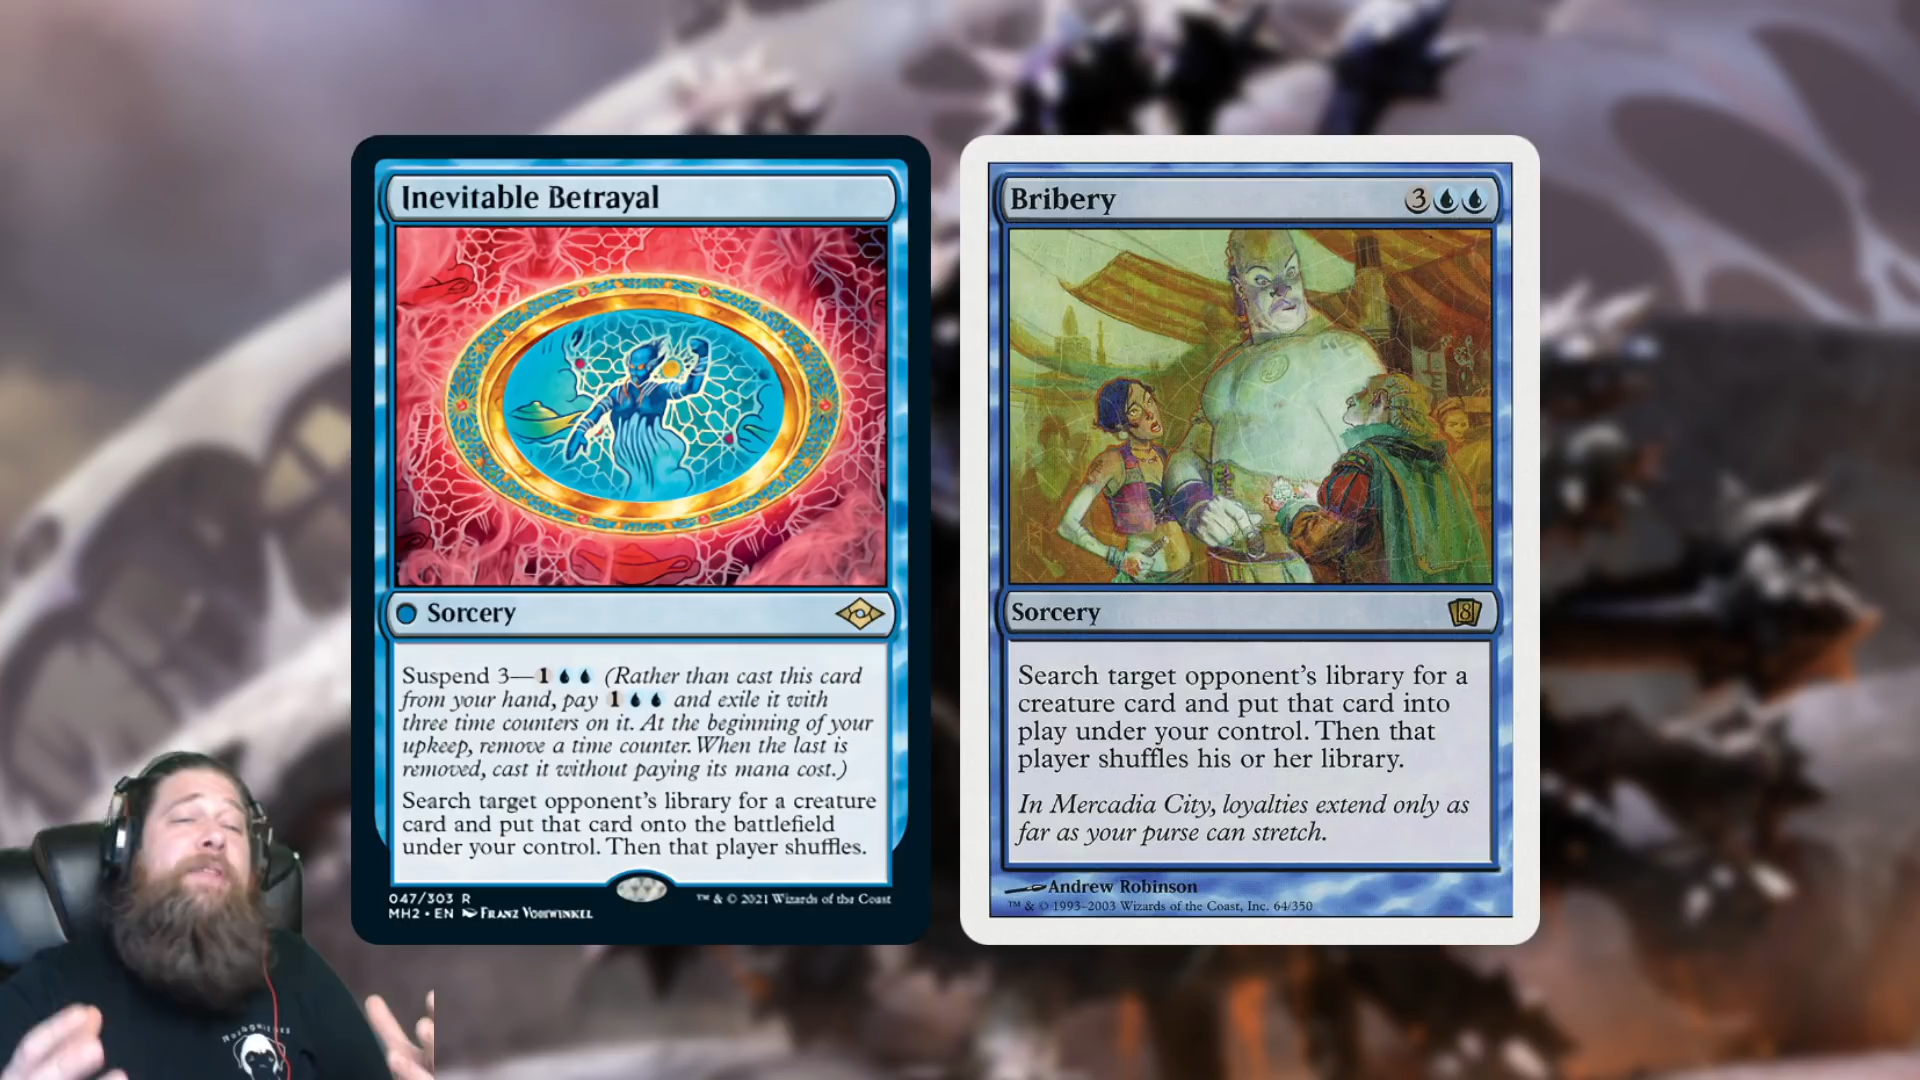 Inevitable Betrayal
Sorcery
Suspend 3—1 (Rather than cast this card
from your hand, pay 1 and exile it with
three time counters on it. At the beginning of your
upkeep, remove a time counter. When the last is
removed, cast it without paying its mana cost.)
Search target opponent's library for a creature
card and put that card onto the battlefield
under your control. Then that player shuffles.
047/303 R
MH2 • EN Franz Vohwinkel
™ & © 2021 Wizards of the Coast
Bribery 3
Sorcery 8
Search target opponent's library for a
creature card and put that card into
play under your control. Then that
player shuffles his or her library.
In Mercadia City, loyalties extend only as
far as your purse can stretch.
Andrew Robinson
™ & © 1993-2003 Wizards of the Coast, Inc. 64/350